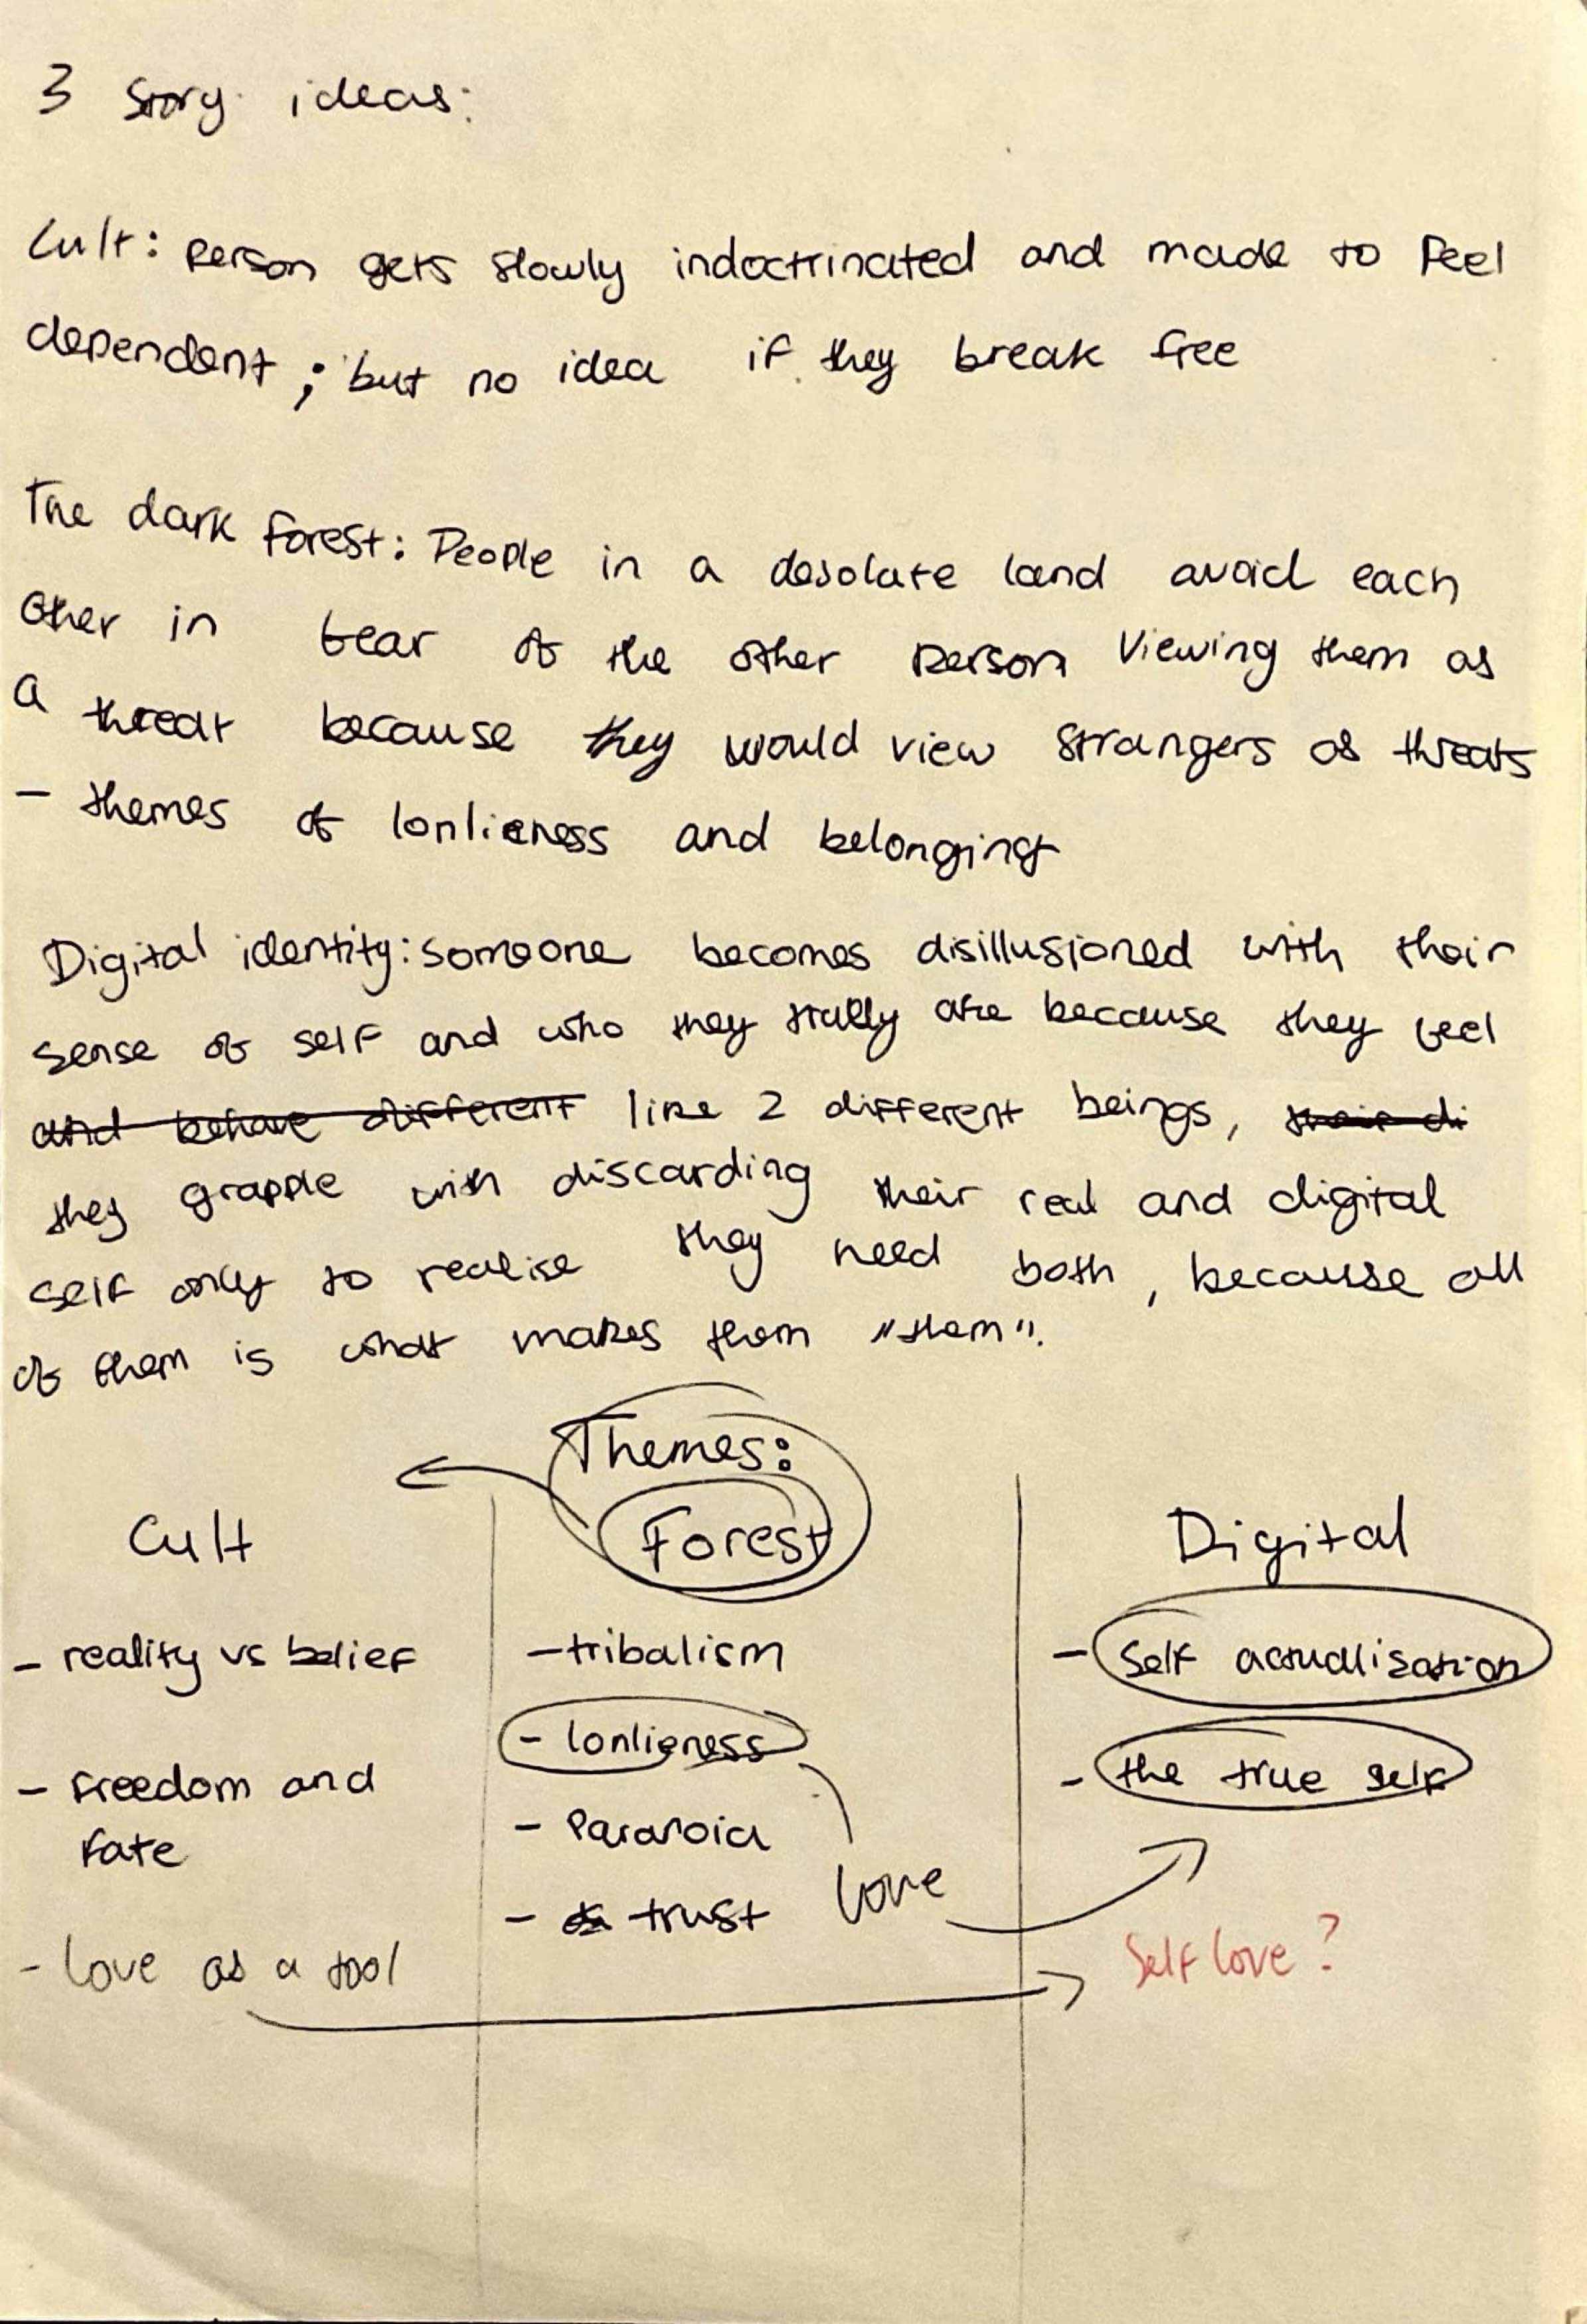 3 Story ideas:
Cult: Person gets slowly indoctrinated and made to feel
dependent; but no idea if they break free
The dark forest: People in a desolate land avoid each
other in fear of the other person viewing them as
a threat because they would view strangers as threats
- themes of lonlieness and belonging
Digital identity: someone becomes disillusioned with their
sense of self and who they trully are because they feel
and behave different like 2 different beings, their di
they grapple with discarding their real and digital
self only to realise they need both, because all
of them is what makes them "them".
Themes:
Cult
- reality vs belief
- freedom and
fate
- love as a tool
Forest
- tribalism
- lonlieness
- Paranoia
- trust
love
Digital
- Self actualisation
- the true self
Self love?